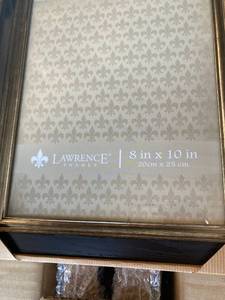 LAWRENCE®
FRAMES
8 in x 10 in
20cm x 25 cm